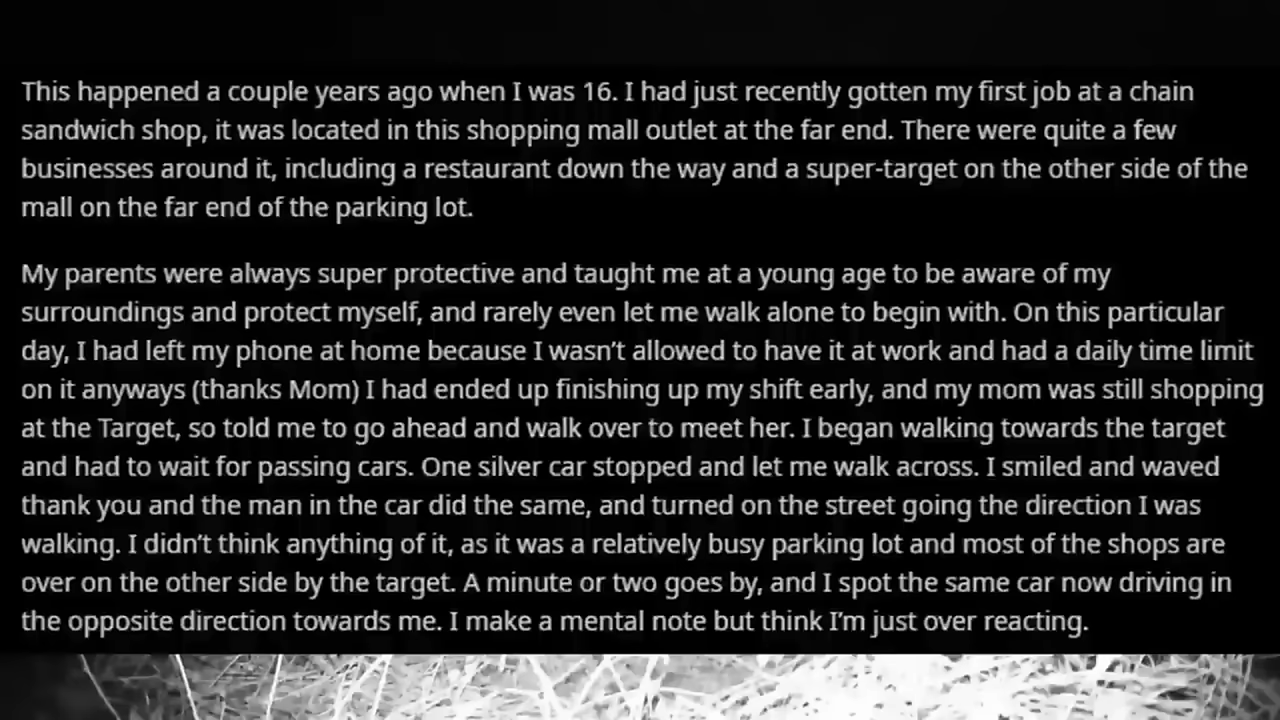 This happened a couple years ago when I was 16. I had just recently gotten my first job at a chain
sandwich shop, it was located in this shopping mall outlet at the far end. There were quite a few
businesses around it, including a restaurant down the way and a super-target on the other side of the
mall on the far end of the parking lot.
My parents were always super protective and taught me at a young age to be aware of my
surroundings and protect myself, and rarely even let me walk alone to begin with. On this particular
day, I had left my phone at home because I wasn’t allowed to have it at work and had a daily time limit
on it anyways (thanks Mom) I had ended up finishing up my shift early, and my mom was still shopping
at the Target, so told me to go ahead and walk over to meet her. I began walking towards the target
and had to wait for passing cars. One silver car stopped and let me walk across. I smiled and waved
thank you and the man in the car did the same, and turned on the street going the direction I was
walking. I didn’t think anything of it, as it was a relatively busy parking lot and most of the shops are
over on the other side by the target. A minute or two goes by, and I spot the same car now driving in
the opposite direction towards me. I make a mental note but think I’m just over reacting.